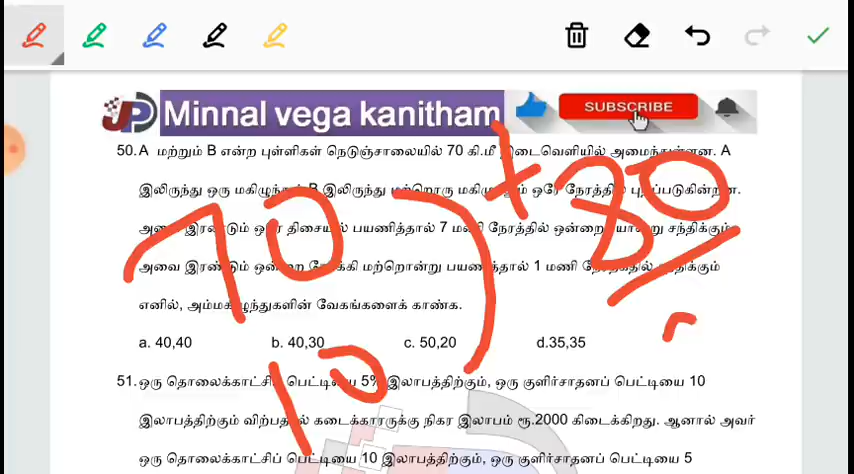 Minnal vega kanitham SUBSCRIBE
50. A மற்றும் B என்ற புள்ளிகள் நெடுஞ்சாலையில் 70 கி.மீ இடைவெளியில் அமைந்துள்ளன. A
இலிருந்து ஒரு மகிழுந்தும் B இலிருந்து மற்றொரு மகிழுந்தும் ஒரே நேரத்தில் புறப்படுகின்றன.
அவை இரண்டும் ஒரே திசையில் பயணித்தால் 7 மணி நேரத்தில் ஒன்றையொன்று சந்திக்கும்
அவை இரண்டும் ஒன்றை நோக்கி மற்றொன்று பயணித்தால் 1 மணி நேரத்தில் சந்திக்கும்
எனில், அம்மகிழுந்துகளின் வேகங்களைக் காண்க.
a. 40,40 b. 40,30 c. 50,20 d.35,35
70 + 80
10
51. ஒரு தொலைக்காட்சிப் பெட்டியை 5% இலாபத்திற்கும், ஒரு குளிர்சாதனப் பெட்டியை 10
இலாபத்திற்கும் விற்பதால் கடைக்காரருக்கு நிகர இலாபம் ரூ.2000 கிடைக்கிறது. ஆனால் அவர்
ஒரு தொலைக்காட்சிப் பெட்டியை 10 இலாபத்திற்கும், ஒரு குளிர்சாதனப் பெட்டியை 5